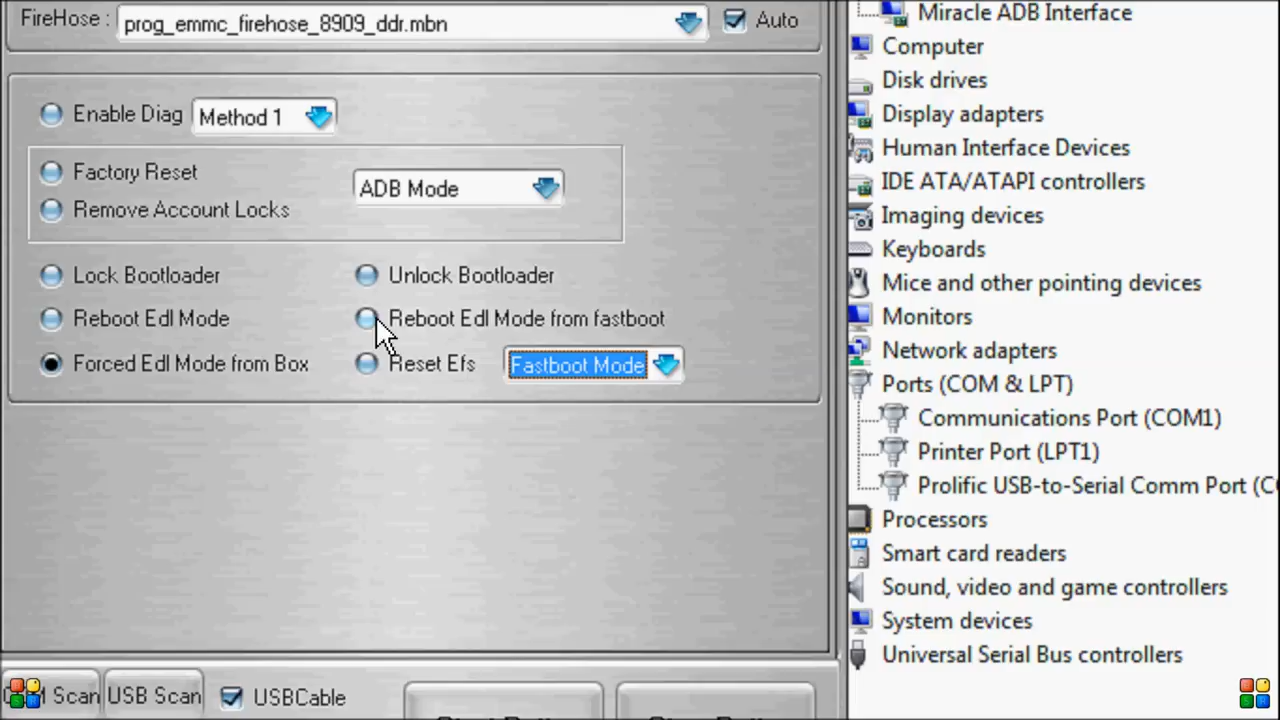 FireHose :
prog_emmc_firehose_8909_ddr.mbn
Auto
Enable Diag
Method 1
Factory Reset
ADB Mode
Remove Account Locks
Lock Bootloader
Unlock Bootloader
Reboot Edl Mode
Reboot Edl Mode from fastboot
Forced Edl Mode from Box
Reset Efs
Fastboot Mode
Scan
USB Scan
USBCable
Miracle ADB Interface
Computer
Disk drives
Display adapters
Human Interface Devices
IDE ATA/ATAPI controllers
Imaging devices
Keyboards
Mice and other pointing devices
Monitors
Network adapters
Ports (COM & LPT)
Communications Port (COM1)
Printer Port (LPT1)
Prolific USB-to-Serial Comm Port (CO
Processors
Smart card readers
Sound, video and game controllers
System devices
Universal Serial Bus controllers